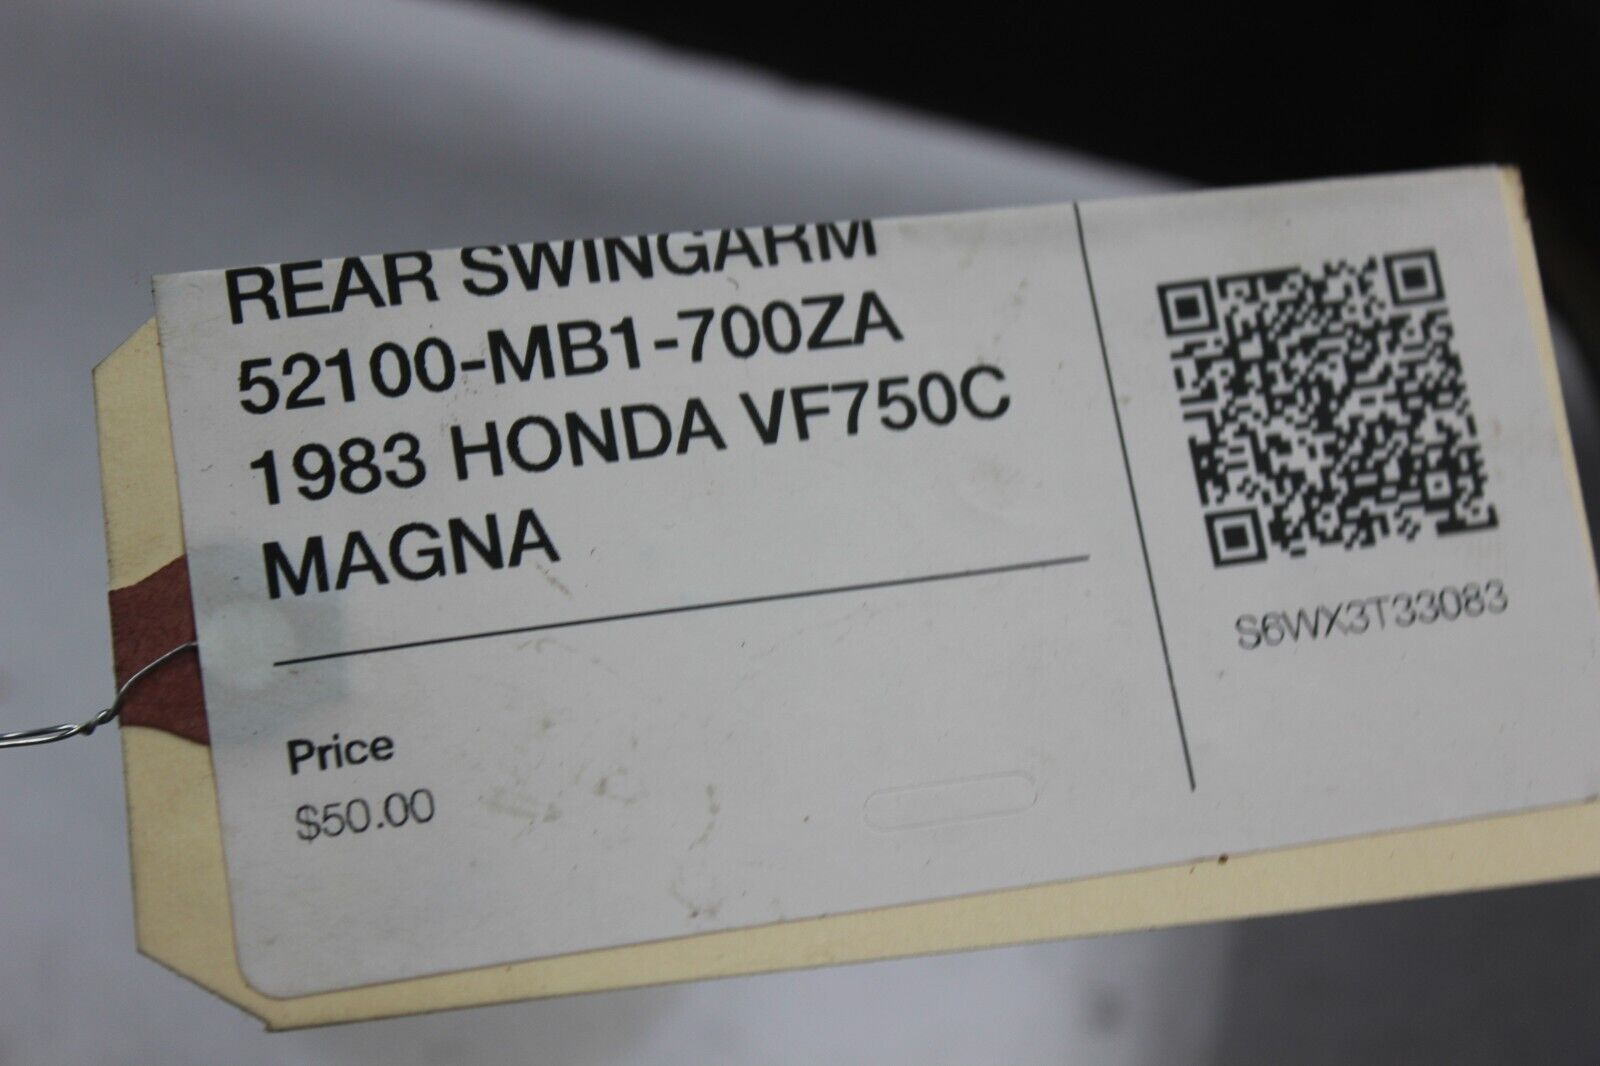 REAR SWINGARM
52100-MB1-700ZA
1983 HONDA VF750C
MAGNA
Price
$50.00
S6WX3T33083